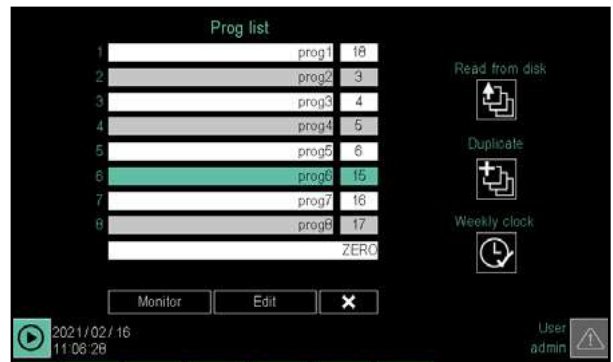 Prog list
1 prog1 18
2 prog2 3
3 prog3 4
4 prog4 5
5 prog5 6
6 prog6 15
7 prog7 16
8 prog8 17
ZERO
Read from disk
Duplicate
Weekly clock
Monitor Edit
2021/02/16
11:06:28
User
admin